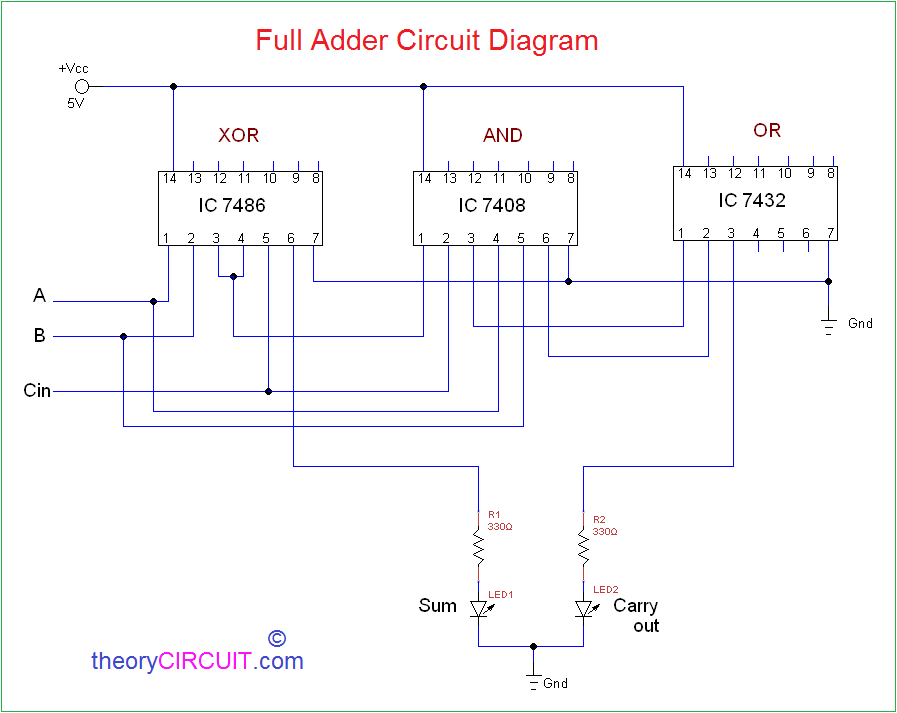 Full Adder Circuit Diagram
+Vcc
5V
XOR
AND
OR
14 13 12 11 10 9 8
IC 7486
1 2 3 4 5 6 7
14 13 12 11 10 9 8
IC 7408
1 2 3 4 5 6 7
14 13 12 11 10 9 8
IC 7432
1 2 3 4 5 6 7
A
B
Cin
Gnd
R1
330Ω
R2
330Ω
LED1
LED2
Sum
Carry
out
Gnd
©
theoryCIRCUIT.com